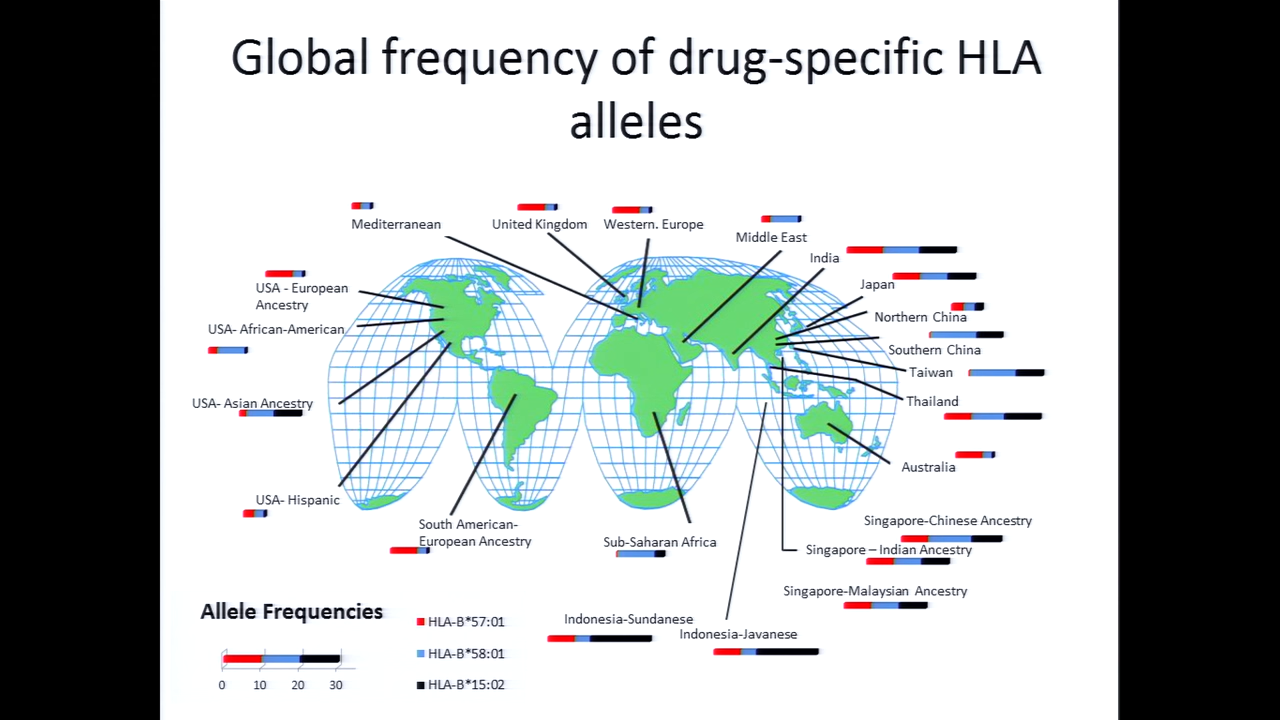 Global frequency of drug-specific HLA
alleles
Mediterranean
United Kingdom
Western. Europe
Middle East
India
Japan
Northern China
Southern China
Taiwan
Thailand
Australia
USA - European
Ancestry
USA- African-American
USA- Asian Ancestry
USA- Hispanic
South American-
European Ancestry
Sub-Saharan Africa
Singapore-Chinese Ancestry
Singapore – Indian Ancestry
Singapore-Malaysian Ancestry
Indonesia-Sundanese
Indonesia-Javanese
Allele Frequencies
0 10 20 30
HLA-B*57:01
HLA-B*58:01
HLA-B*15:02